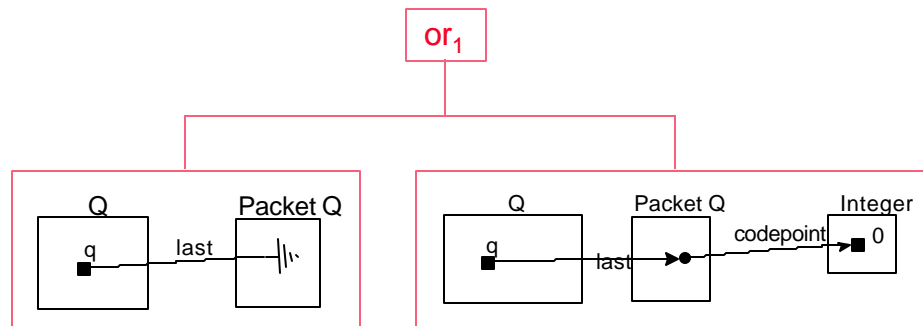 or1
Q
Packet Q
q
last
Q
Packet Q
Integer
q
last
codepoint
0